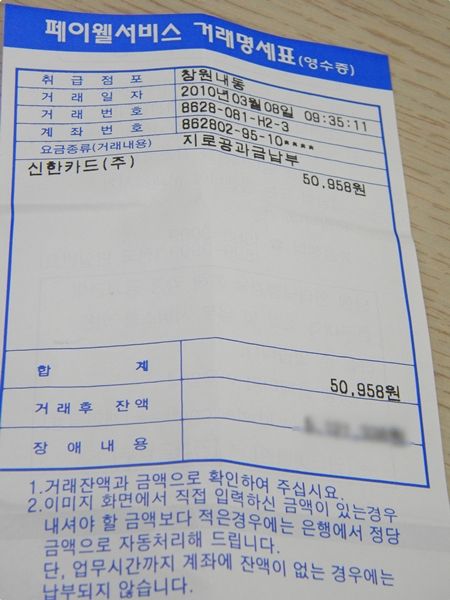 페이웰서비스 거래명세표(영수증)
취급점포 창원내동
거래일자 2010년03월08일 09:35:11
거래번호 8628-081-H2-3
계좌번호 862802-95-10****
요금종류(거래내용) 지로공과금납부
신한카드(주) 50,958원
합계 50,958원
거래후 잔액
장애내용
1.거래잔액과 금액으로 확인하여 주십시요.
2.이미지 화면에서 직접 입력하신 금액이 있는경우
내셔야 할 금액보다 적은경우에는 은행에서 정당
금액으로 자동처리해 드립니다.
단, 업무시간까지 계좌에 잔액이 없는 경우에는
납부되지 않습니다.